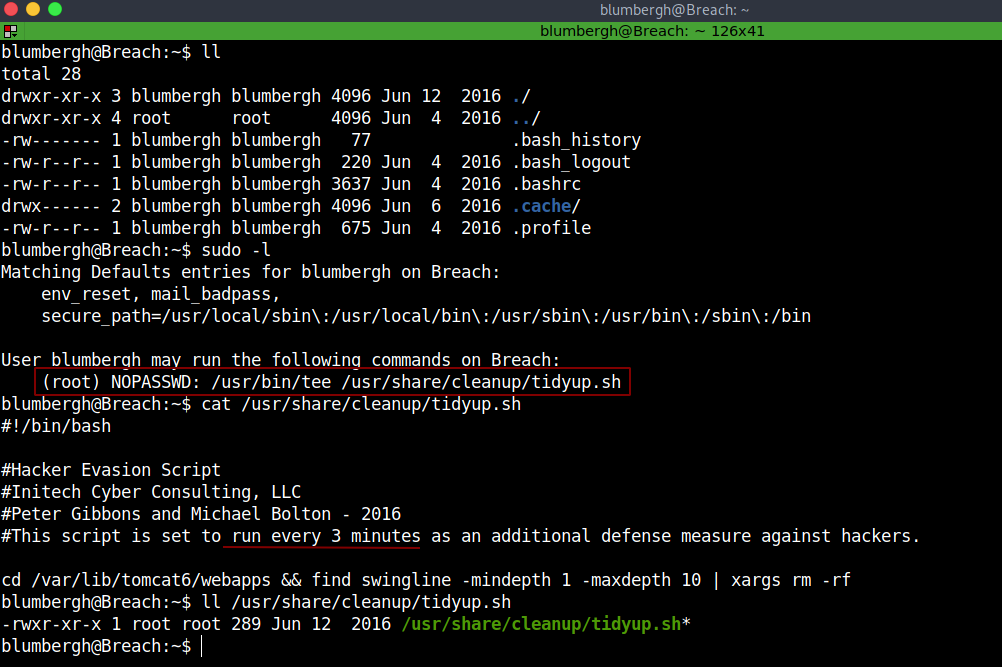 blumbergh@Breach: ~
blumbergh@Breach: ~ 126x41
blumbergh@Breach:~$ ll
total 28
drwxr-xr-x 3 blumbergh blumbergh 4096 Jun 12  2016 ./
drwxr-xr-x 4 root      root      4096 Jun  4  2016 ../
-rw------- 1 blumbergh blumbergh   77              .bash_history
-rw-r--r-- 1 blumbergh blumbergh  220 Jun  4  2016 .bash_logout
-rw-r--r-- 1 blumbergh blumbergh 3637 Jun  4  2016 .bashrc
drwx------ 2 blumbergh blumbergh 4096 Jun  6  2016 .cache/
-rw-r--r-- 1 blumbergh blumbergh  675 Jun  4  2016 .profile
blumbergh@Breach:~$ sudo -l
Matching Defaults entries for blumbergh on Breach:
    env_reset, mail_badpass,
    secure_path=/usr/local/sbin\:/usr/local/bin\:/usr/sbin\:/usr/bin\:/sbin\:/bin

User blumbergh may run the following commands on Breach:
    (root) NOPASSWD: /usr/bin/tee /usr/share/cleanup/tidyup.sh
blumbergh@Breach:~$ cat /usr/share/cleanup/tidyup.sh
#!/bin/bash

#Hacker Evasion Script
#Initech Cyber Consulting, LLC
#Peter Gibbons and Michael Bolton - 2016
#This script is set to run every 3 minutes as an additional defense measure against hackers.

cd /var/lib/tomcat6/webapps && find swingline -mindepth 1 -maxdepth 10 | xargs rm -rf
blumbergh@Breach:~$ ll /usr/share/cleanup/tidyup.sh
-rwxr-xr-x 1 root root 289 Jun 12  2016 /usr/share/cleanup/tidyup.sh*
blumbergh@Breach:~$